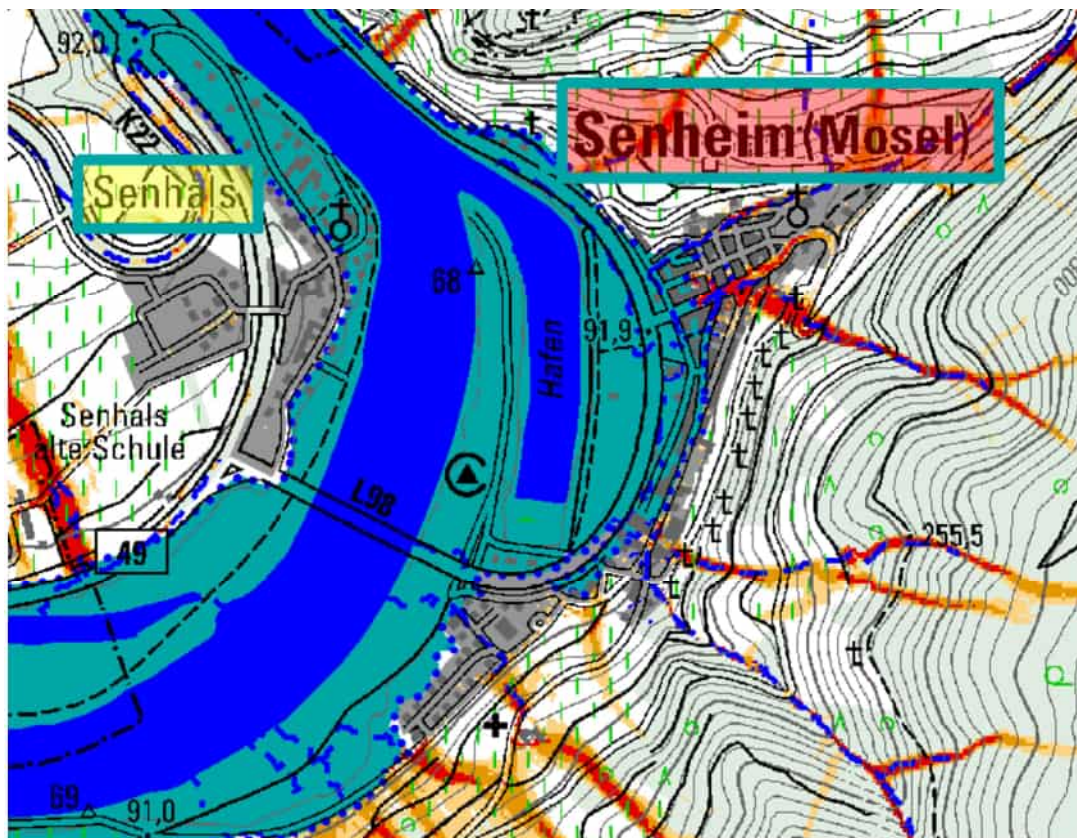 92,0
K22
Senheim (Mosel)
Senhals
68
91,9
Hafen
Senhals
alte Schule
L98
49
255,5
69
91,0